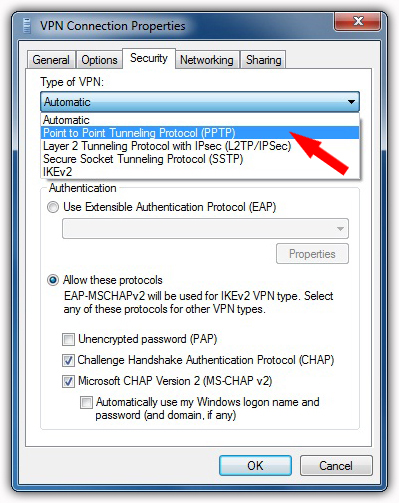 VPN Connection Properties
General Options Security Networking Sharing
Type of VPN:
Automatic
Automatic
Point to Point Tunneling Protocol (PPTP)
Layer 2 Tunneling Protocol with IPsec (L2TP/IPSec)
Secure Socket Tunneling Protocol (SSTP)
IKEv2
Authentication
Use Extensible Authentication Protocol (EAP)
Properties
Allow these protocols
EAP-MSCHAPv2 will be used for IKEv2 VPN type. Select
any of these protocols for other VPN types.
Unencrypted password (PAP)
Challenge Handshake Authentication Protocol (CHAP)
Microsoft CHAP Version 2 (MS-CHAP v2)
Automatically use my Windows logon name and
password (and domain, if any)
OK Cancel